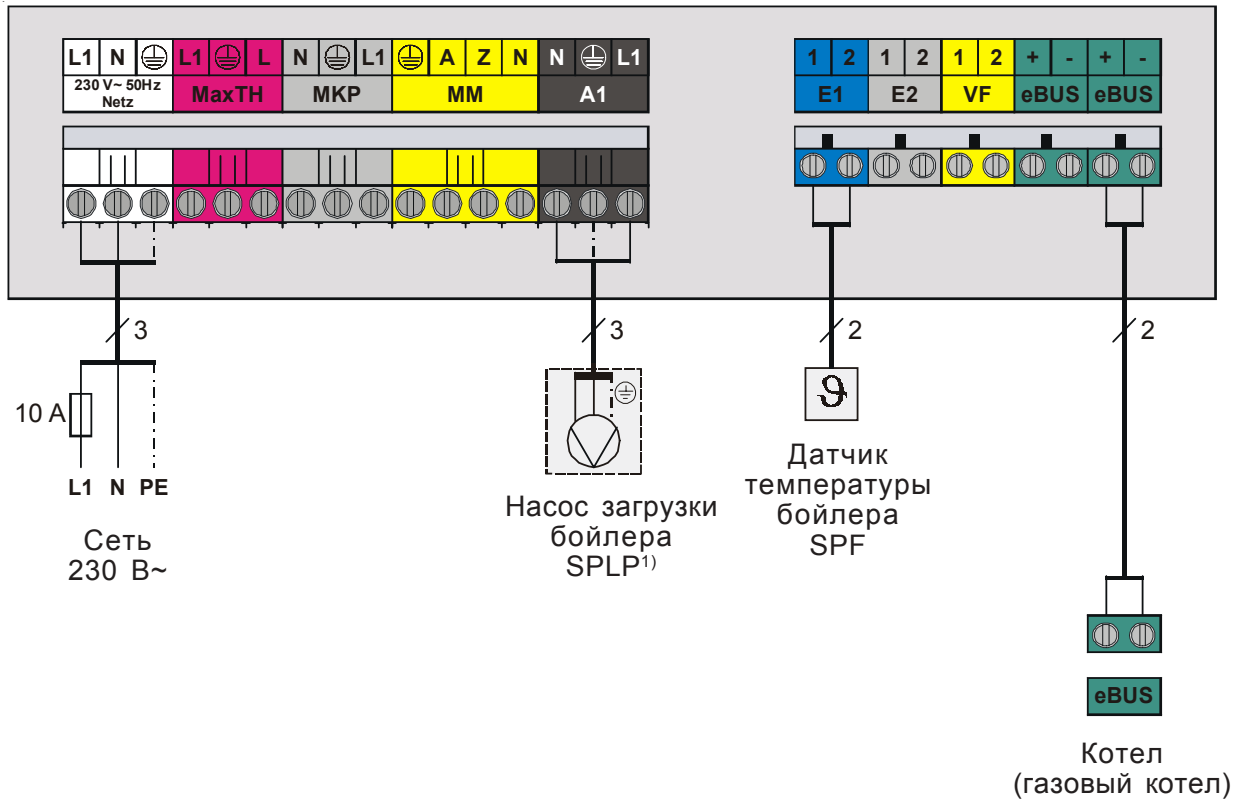 L1 N L1 L N L1 A Z N N L1
230 V~ 50Hz
Netz
MaxTH MKP MM A1
1 2 1 2 1 2 + - + -
E1 E2 VF eBUS eBUS
3
3
2
2
10 A
L1 N PE
Сеть
230 В~
Насос загрузки
бойлера
SPLP1)
ϑ
Датчик
температуры
бойлера
SPF
eBUS
Котел
(газовый котел)